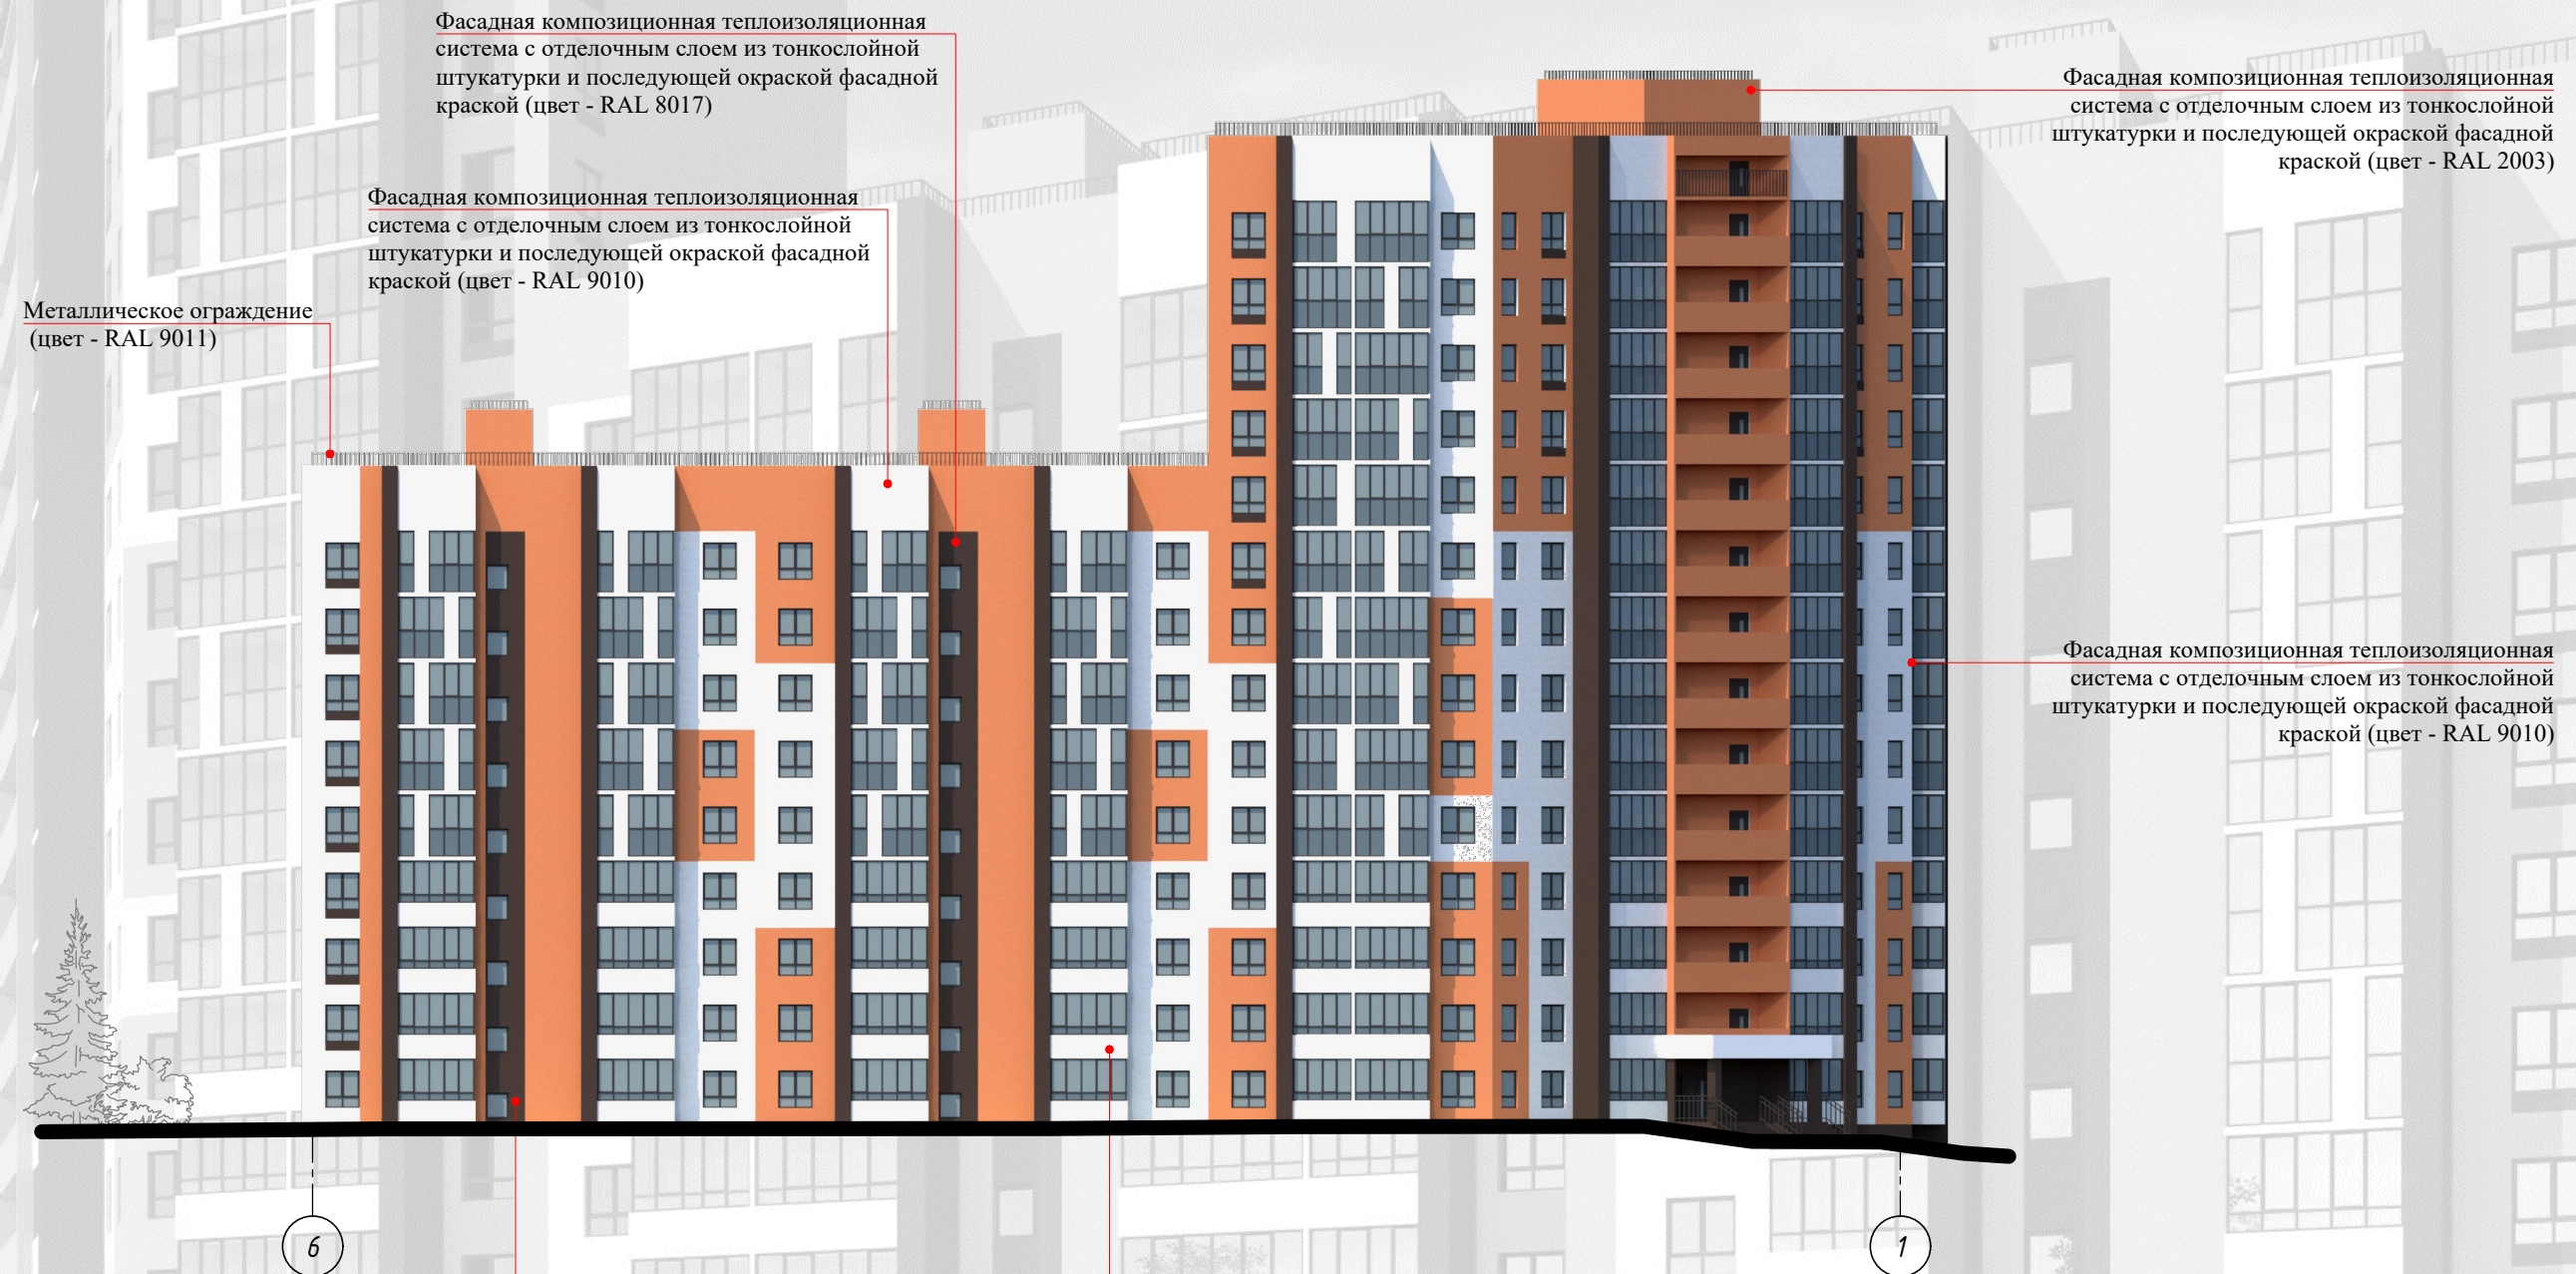 Фасадная композиционная теплоизоляционная
система с отделочным слоем из тонкослойной
штукатурки и последующей окраской фасадной
краской (цвет - RAL 8017)
Фасадная композиционная теплоизоляционная
система с отделочным слоем из тонкослойной
штукатурки и последующей окраской фасадной
краской (цвет - RAL 2003)
Фасадная композиционная теплоизоляционная
система с отделочным слоем из тонкослойной
штукатурки и последующей окраской фасадной
краской (цвет - RAL 9010)
Металлическое ограждение
(цвет - RAL 9011)
Фасадная композиционная теплоизоляционная
система с отделочным слоем из тонкослойной
штукатурки и последующей окраской фасадной
краской (цвет - RAL 9010)
6
1